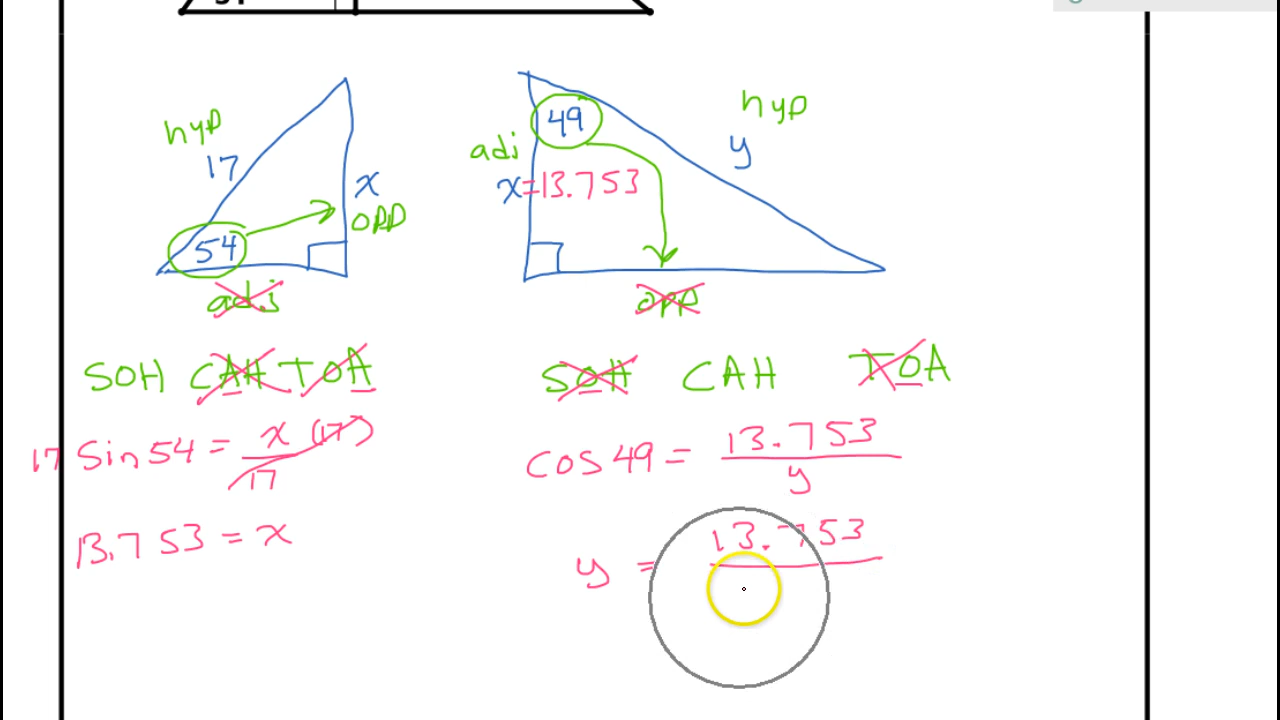 hyp
17
x
opp
54
adj
49
hyp
adj
y
x=13.753
opp
SOH CAH TOA
SOH CAH TOA
17 Sin 54 = x (17)
17
13.753 = x
cos 49 = 13.753
y
y = 13.753